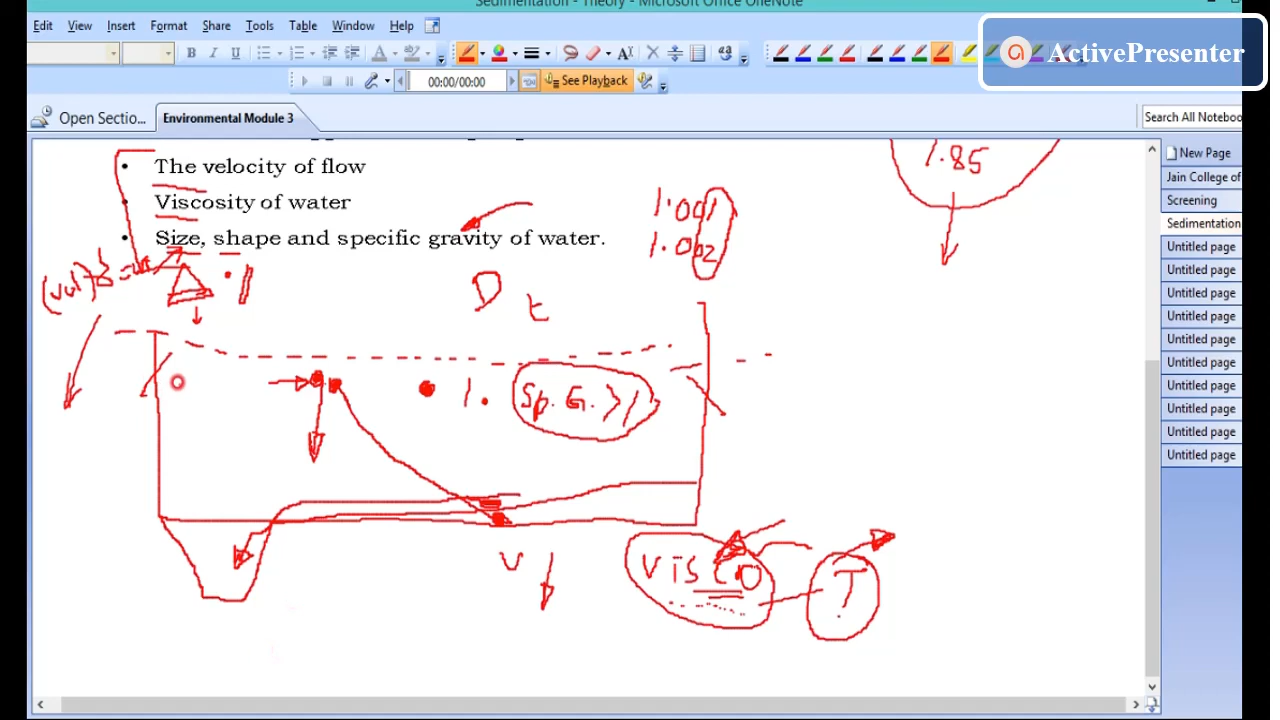 Sedimentation - Theory - Microsoft Office OneNote
Edit View Insert Format Share Tools Table Window Help
ActivePresenter
B I U
00:00/00:00 See Playback
Open Sectio... Environmental Module 3
Search All Notebo
• The velocity of flow
• Viscosity of water
• Size, shape and specific gravity of water.
1.85
1.001
1.002
(vol)
D
t
1. Sp. G. >1
V
VISCO
T
New Page
Jain College of
Screening
Sedimentation
Untitled page
Untitled page
Untitled page
Untitled page
Untitled page
Untitled page
Untitled page
Untitled page
Untitled page
Untitled page